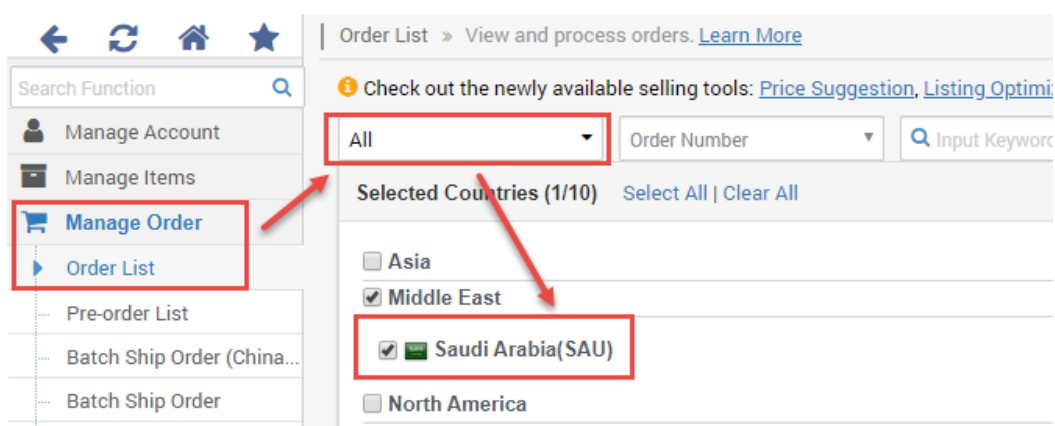 Order List » View and process orders. Learn More
Search Function
Check out the newly available selling tools: Price Suggestion, Listing Optimi
Manage Account
All
Order Number
Input Keyword
Manage Items
Selected Countries (1/10) Select All | Clear All
Manage Order
Order List
Asia
Middle East
Pre-order List
Saudi Arabia(SAU)
Batch Ship Order (China...
Batch Ship Order
North America